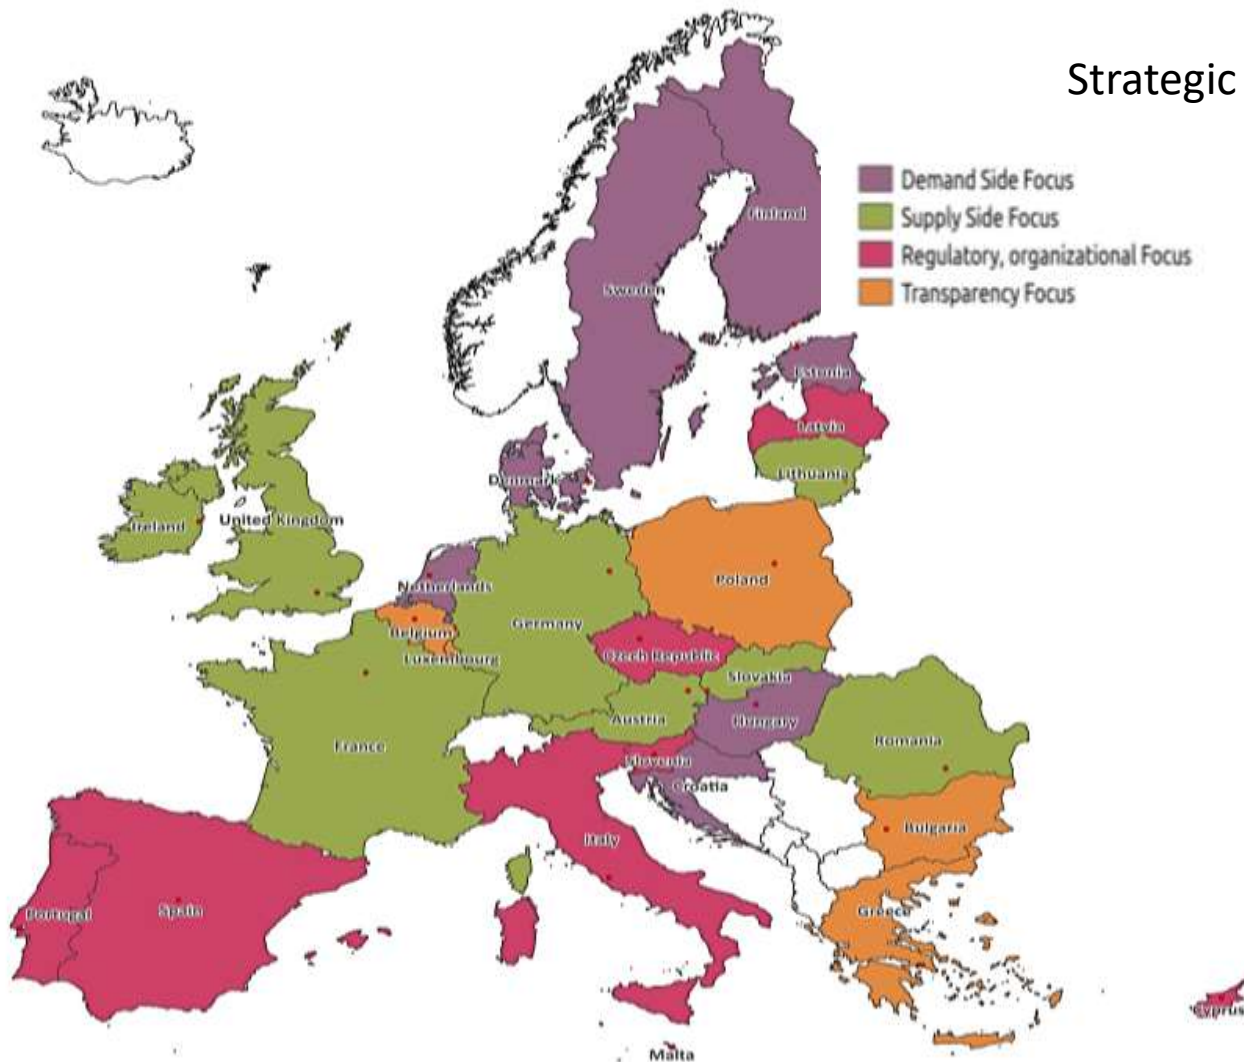 Strategic
Demand Side Focus
Supply Side Focus
Regulatory, organizational Focus
Transparency Focus
Finland
Sweden
Estonia
Latvia
Lithuania
Denmark
Ireland
United Kingdom
Netherlands
Poland
Belgium
Germany
Luxembourg
Czech Republic
Slovakia
Austria
Hungary
France
Romania
Slovenia
Croatia
Bulgaria
Italy
Portugal
Spain
Greece
Cyprus
Malta